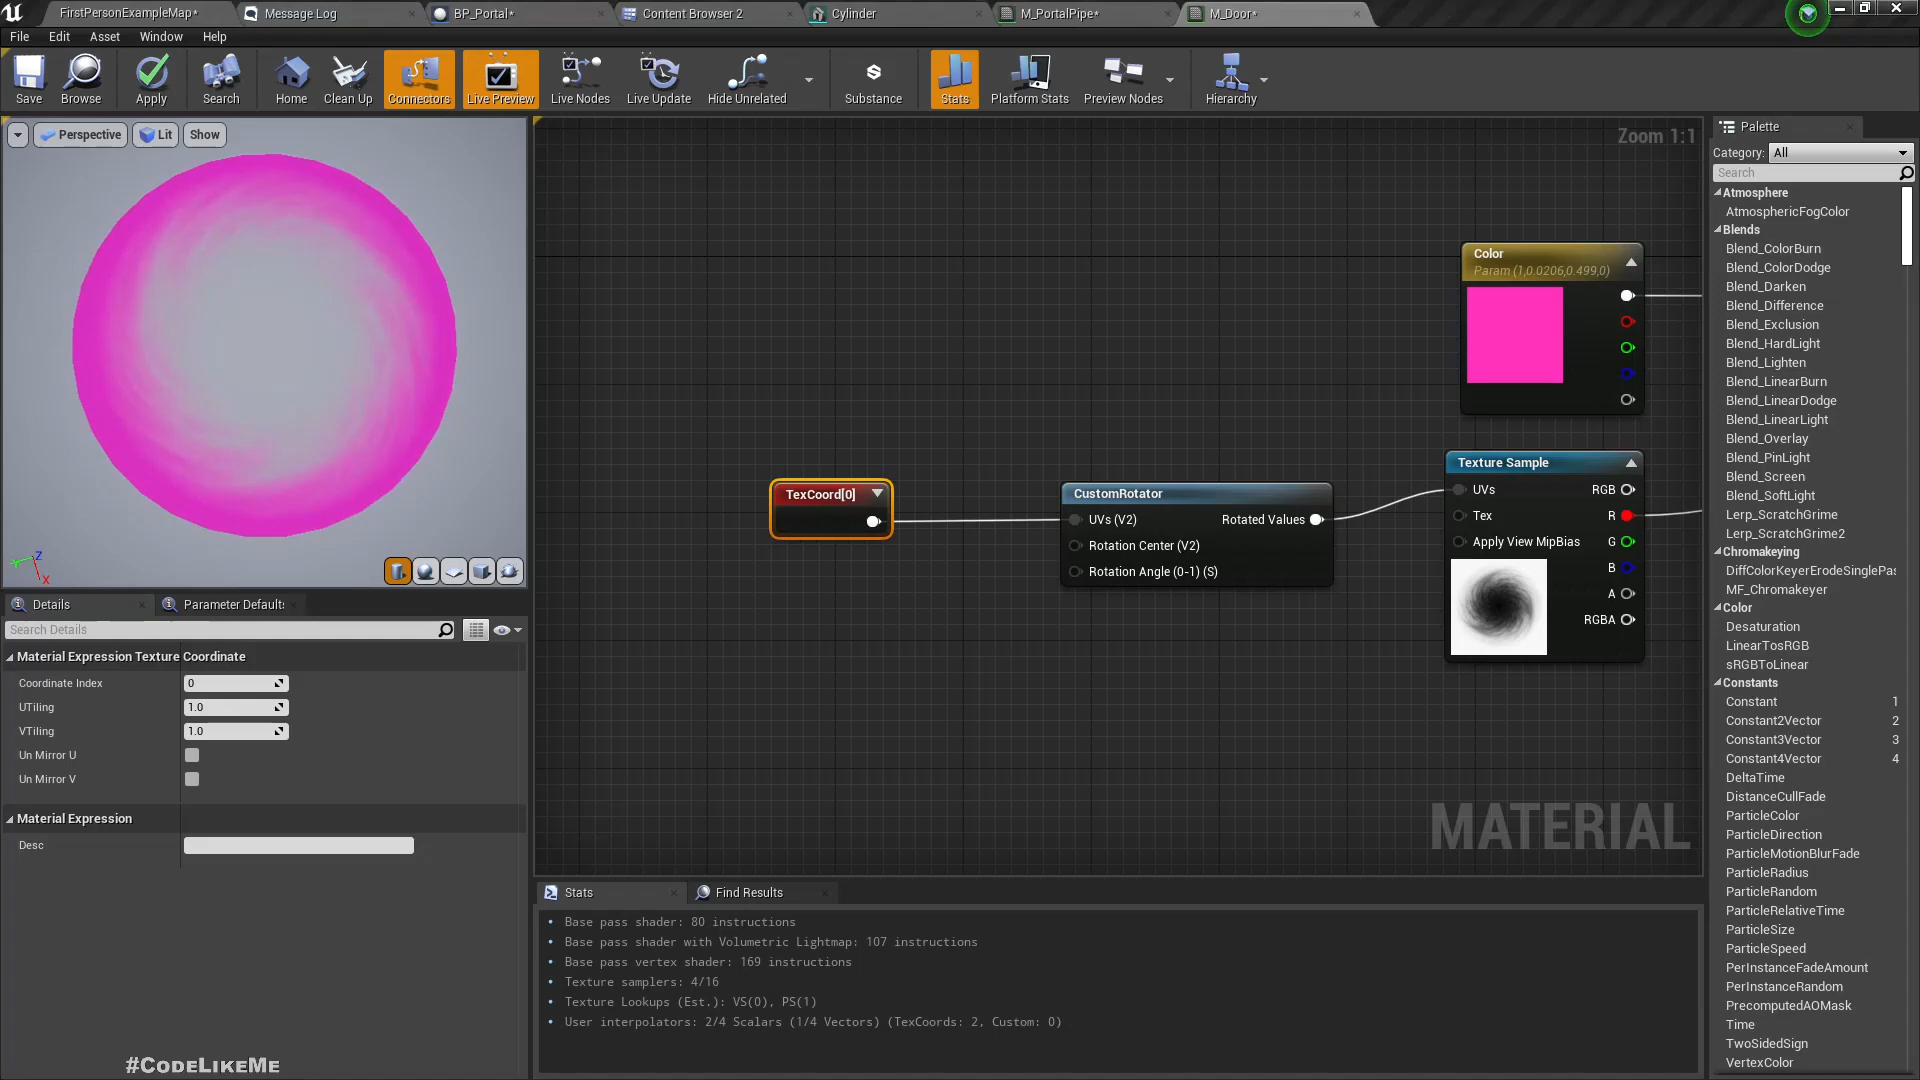 FirstPersonExampleMap*
Message Log
BP_Portal*
Content Browser 2
Cylinder
M_PortalPipe*
M_Door*
File
Edit
Asset
Window
Help
Save
Browse
Apply
Search
Home
Clean Up
Connectors
Live Preview
Live Nodes
Live Update
Hide Unrelated
Substance
Stats
Platform Stats
Preview Nodes
Hierarchy
Perspective
Lit
Show
Z
X
Details
Parameter Default
Search Details
Material Expression Texture Coordinate
Coordinate Index
0
UTiling
1.0
VTiling
1.0
Un Mirror U
Un Mirror V
Material Expression
Desc
#CodeLikeMe
Zoom 1:1
Color
Param (1,0.0206,0.499,0)
TexCoord[0]
CustomRotator
UVs (V2)
Rotated Values
Rotation Center (V2)
Rotation Angle (0-1) (S)
Texture Sample
UVs
RGB
Tex
R
Apply View MipBias
G
B
A
RGBA
MATERIAL
Stats
Find Results
• Base pass shader: 80 instructions
• Base pass shader with Volumetric Lightmap: 107 instructions
• Base pass vertex shader: 169 instructions
• Texture samplers: 4/16
• Texture Lookups (Est.): VS(0), PS(1)
• User interpolators: 2/4 Scalars (1/4 Vectors) (TexCoords: 2, Custom: 0)
Palette
Category:
All
Search
Atmosphere
AtmosphericFogColor
Blends
Blend_ColorBurn
Blend_ColorDodge
Blend_Darken
Blend_Difference
Blend_Exclusion
Blend_HardLight
Blend_Lighten
Blend_LinearBurn
Blend_LinearDodge
Blend_LinearLight
Blend_Overlay
Blend_PinLight
Blend_Screen
Blend_SoftLight
Lerp_ScratchGrime
Lerp_ScratchGrime2
Chromakeying
DiffColorKeyerErodeSinglePas
MF_Chromakeyer
Color
Desaturation
LinearTosRGB
sRGBToLinear
Constants
Constant 1
Constant2Vector 2
Constant3Vector 3
Constant4Vector 4
DeltaTime
DistanceCullFade
ParticleColor
ParticleDirection
ParticleMotionBlurFade
ParticleRadius
ParticleRandom
ParticleRelativeTime
ParticleSize
ParticleSpeed
PerInstanceFadeAmount
PerInstanceRandom
PrecomputedAOMask
Time
TwoSidedSign
VertexColor